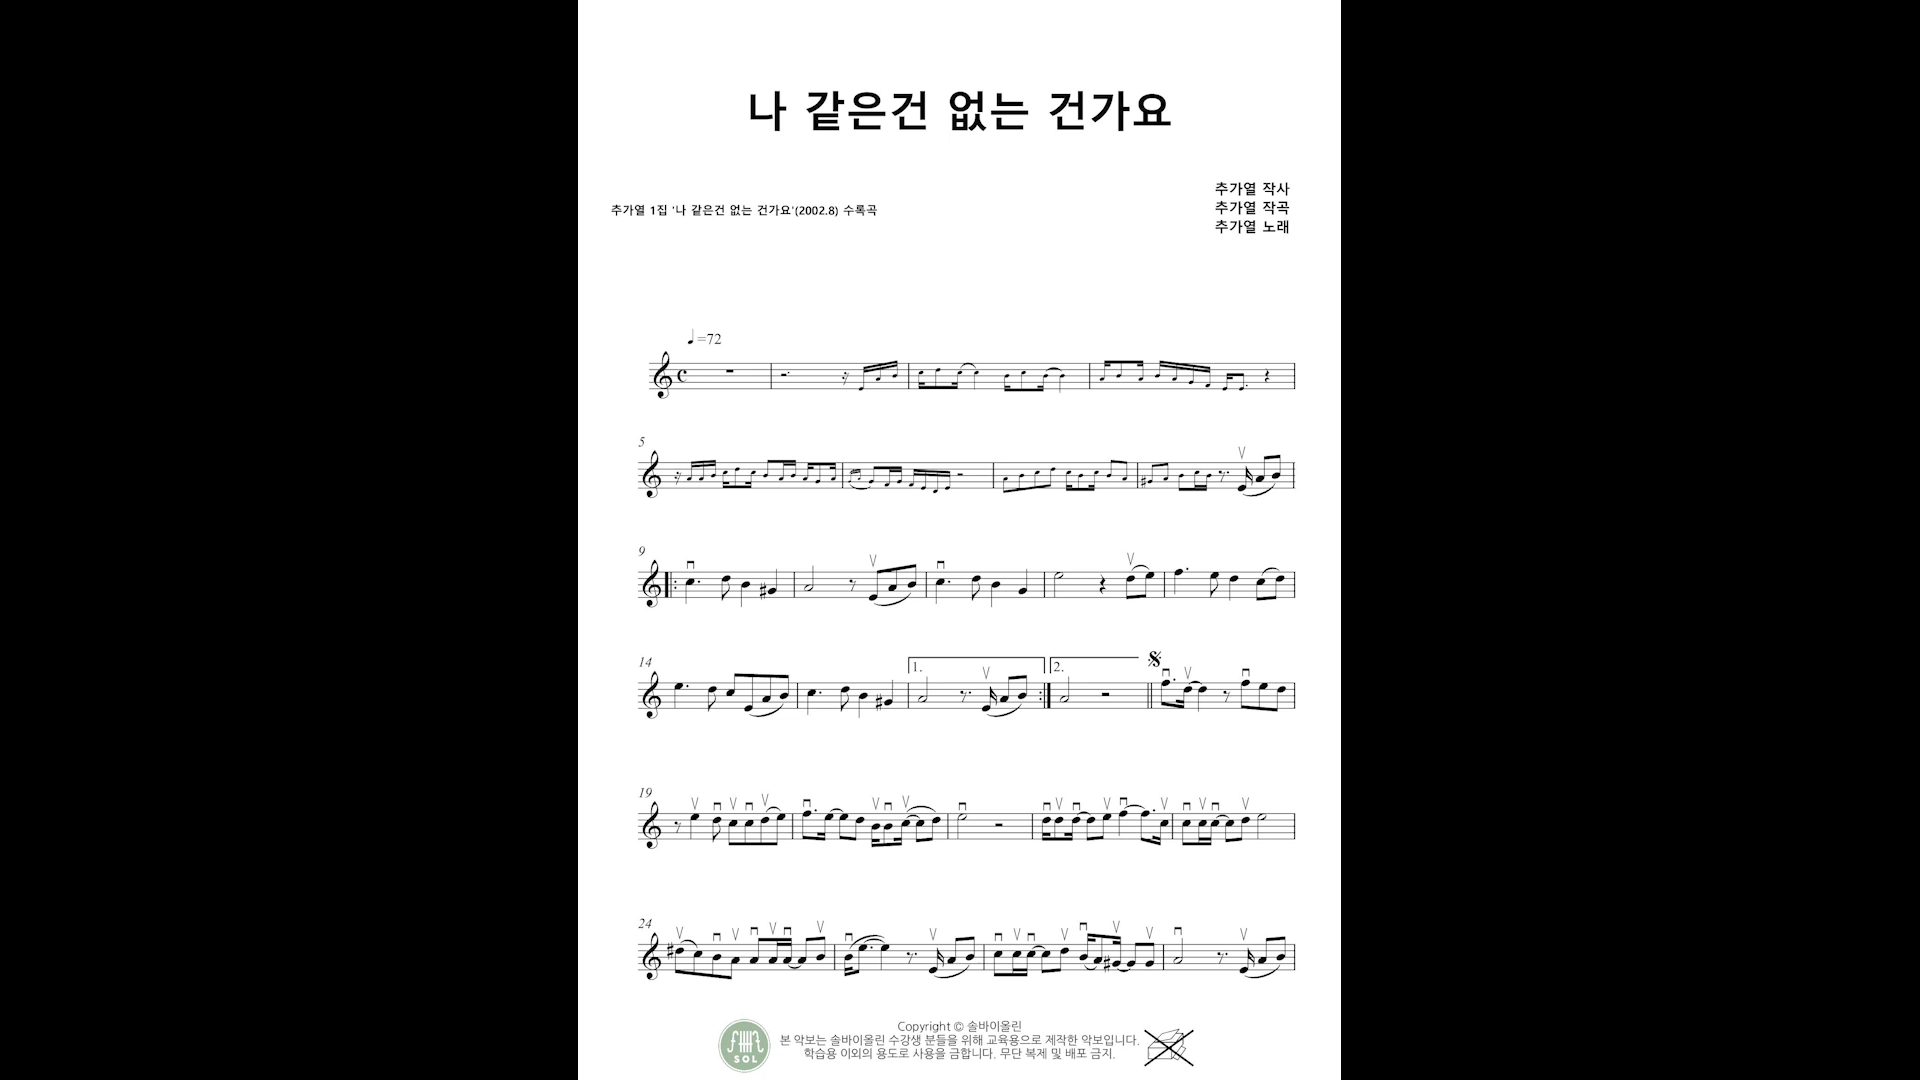 나 같은건 없는 건가요
추가열 작사
추가열 1집 '나 같은건 없는 건가요'(2002.8) 수록곡
추가열 작곡
추가열 노래
=72
5
9
14
1.
2.
19
24
Copyright © 솔바이올린
본 악보는 솔바이올린 수강생 분들을 위해 교육용으로 제작한 악보입니다.
학습용 이외의 용도로 사용을 금합니다. 무단 복제 및 배포 금지.
SOL